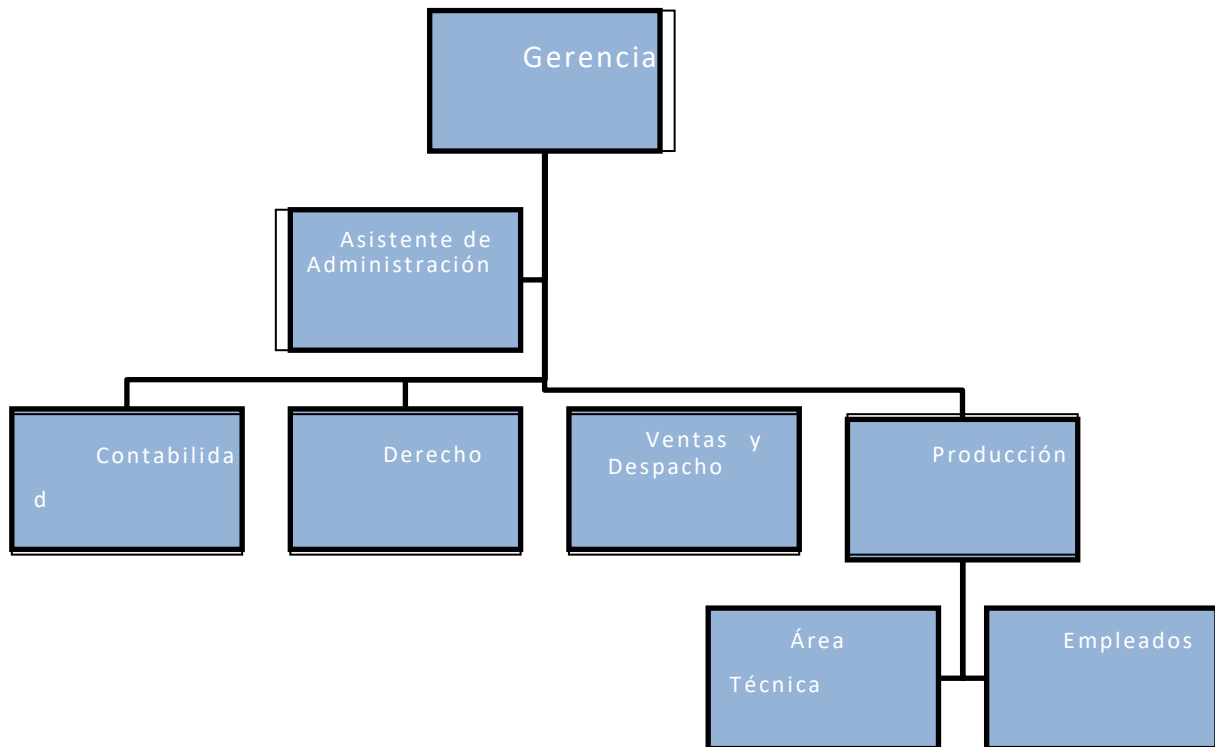 Gerencia
Asistente de
Administración
Contabilida
d
Derecho
Ventas y
Despacho
Producción
Área
Técnica
Empleados